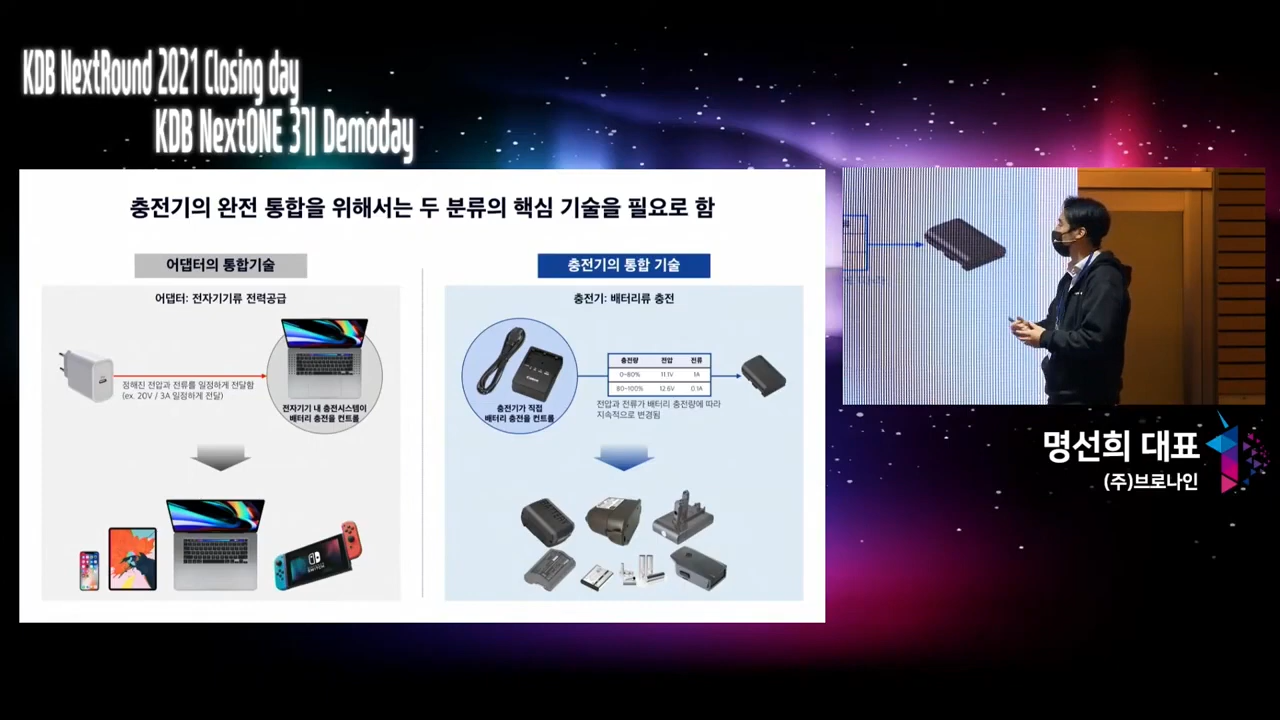 KDB NextRound 2021 Closing day
KDB NextONE 3기 Demoday
충전기의 완전 통합을 위해서는 두 분류의 핵심 기술을 필요로 함
어댑터의 통합기술
어댑터: 전자기기류 전력공급
정해진 전압과 전류를 일정하게 전달함
(ex. 20V / 3A 일정하게 전달)
전자기기 내 충전시스템이
배터리 충전을 컨트롤
SWITCH
충전기의 통합 기술
충전기: 배터리류 충전
Canon
충전기가 직접
배터리 충전을 컨트롤
충전량 전압 전류
0~80% 11.1V 1A
80~100% 12.6V 0.1A
전압과 전류가 배터리 충전량에 따라
지속적으로 변경됨
명선희 대표
(주)브로나인